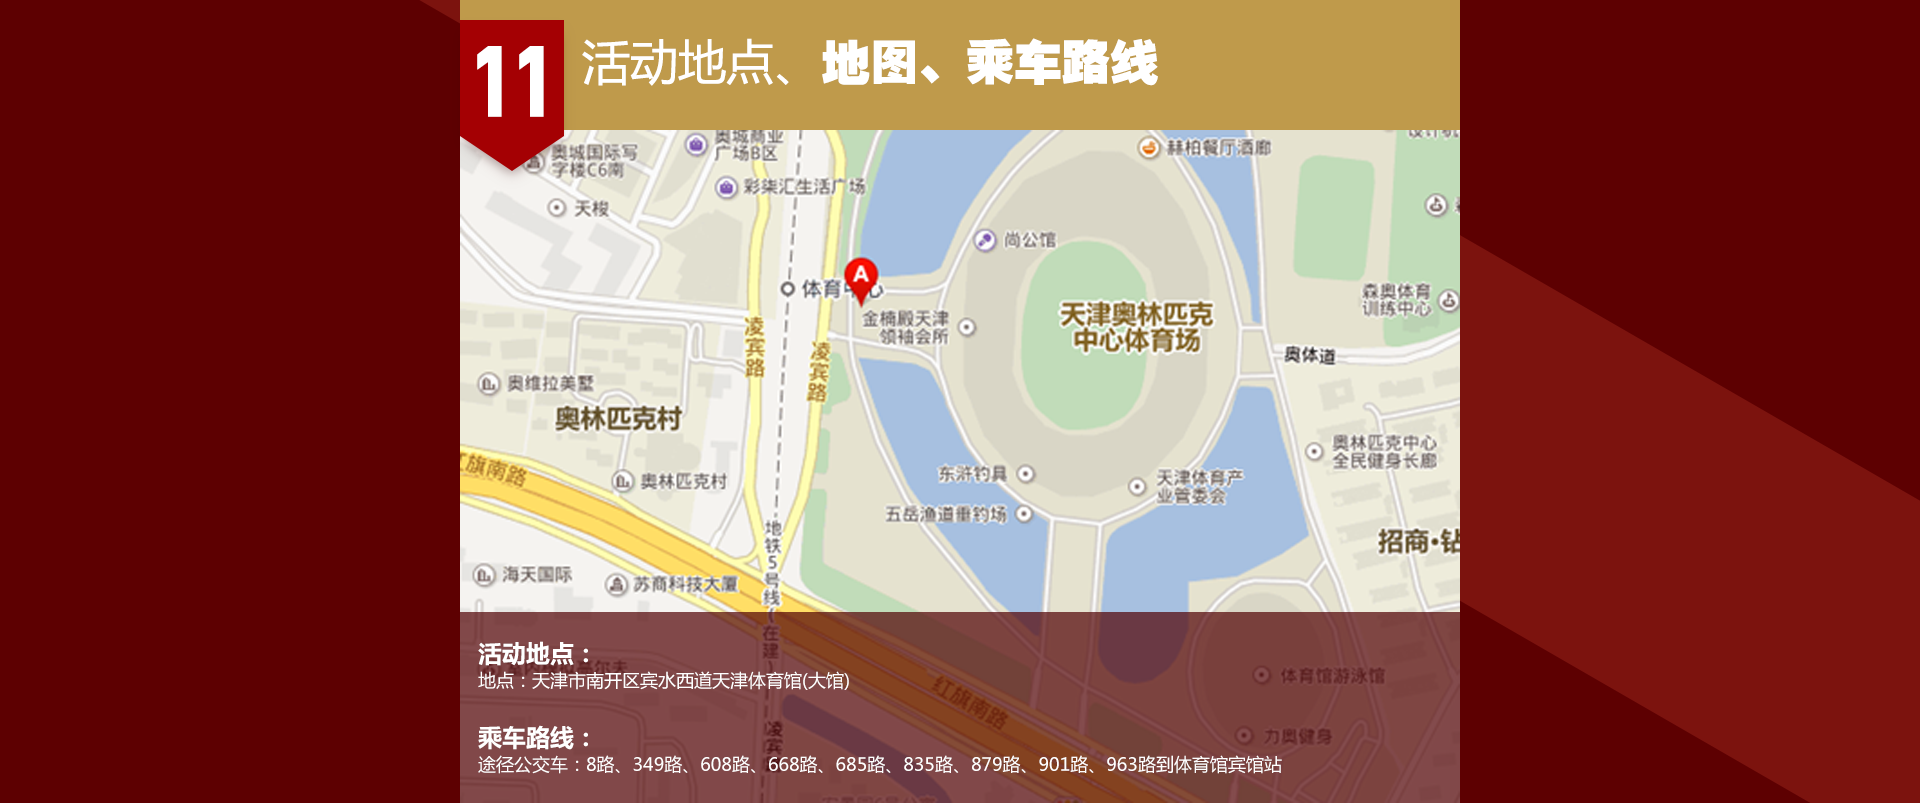 11
活动地点、地图、乘车路线
奥城商业
广场B区
奥城国际写
字楼C6南
赫柏餐厅酒廊
彩柒汇生活广场
天梭
尚公馆
体育中心
A
金楠殿天津
领袖会所
天津奥林匹克
中心体育场
森奥体育
训练中心
凌宾路
凌宾路
奥体道
奥维拉美墅
奥林匹克村
奥林匹克中心
全民健身长廊
红旗南路
奥林匹克村
东浒钓具
天津体育产
业管委会
五岳渔道垂钓场
地铁5号线(在建)
招商·钻
海天国际
苏商科技大厦
活动地点：
地点：天津市南开区宾水西道天津体育馆(大馆)
体育馆游泳馆
红旗南路
凌宾
力奥健身
乘车路线：
途径公交车：8路、349路、608路、668路、685路、835路、879路、901路、963路到体育馆宾馆站